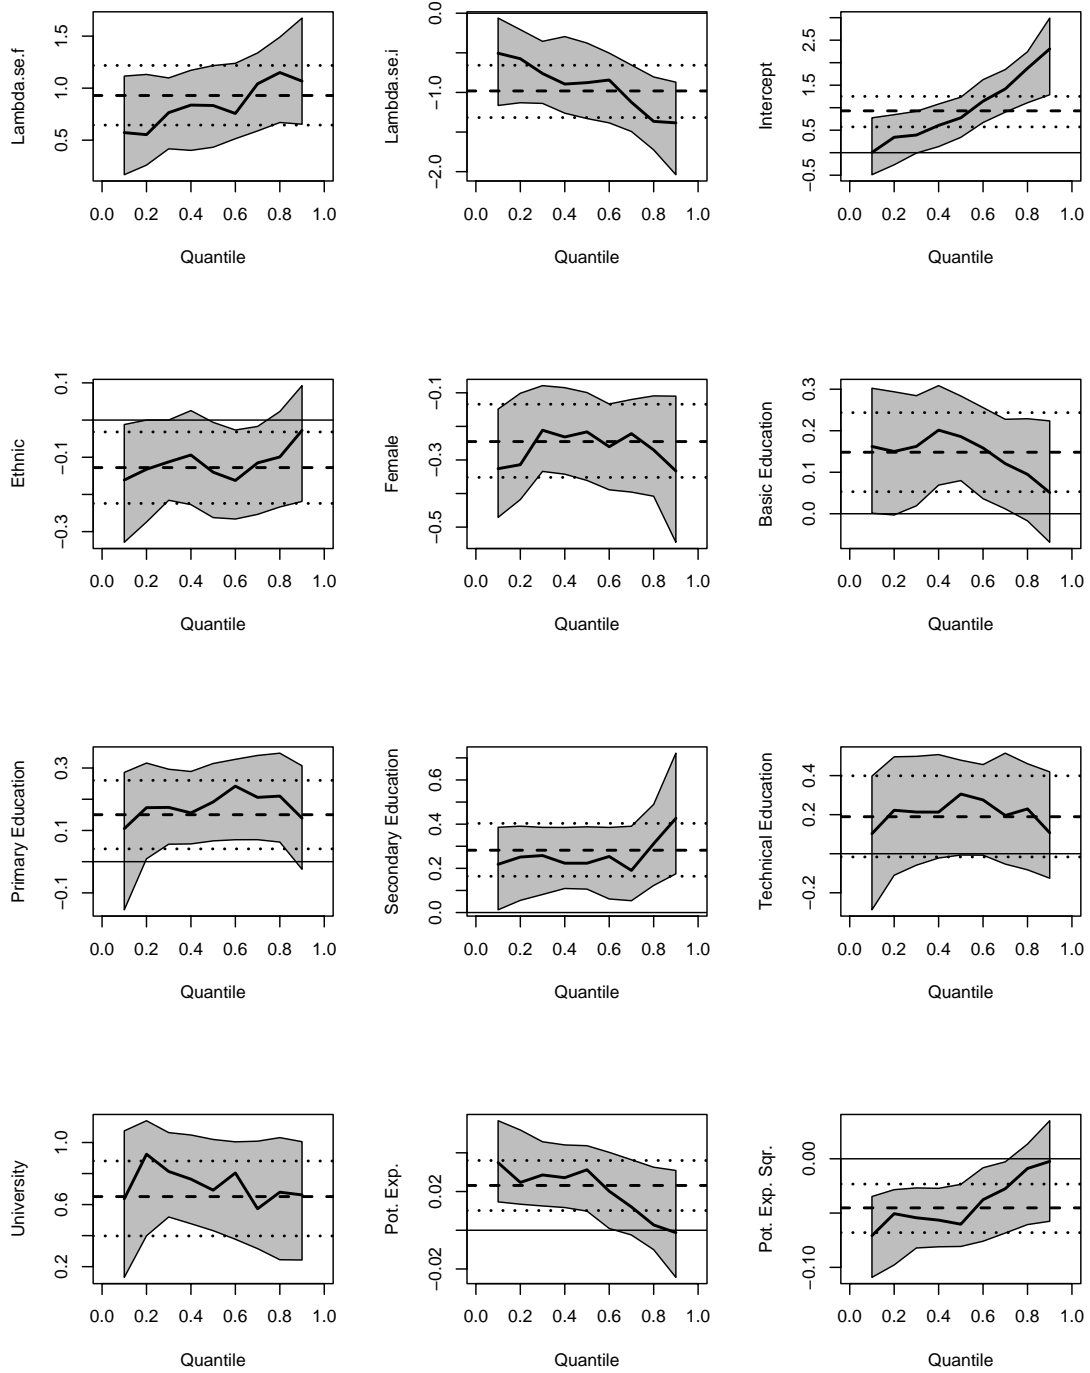 Lambda.se.f
0.5 1.0 1.5
0.0 0.2 0.4 0.6 0.8 1.0
Quantile
Lambda.se.i
−2.0 −1.0 0.0
0.0 0.2 0.4 0.6 0.8 1.0
Quantile
Intercept
−0.5 0.5 1.5 2.5
0.0 0.2 0.4 0.6 0.8 1.0
Quantile
Ethnic
−0.3 −0.1 0.1
0.0 0.2 0.4 0.6 0.8 1.0
Quantile
Female
−0.5 −0.3 −0.1
0.0 0.2 0.4 0.6 0.8 1.0
Quantile
Basic Education
0.0 0.1 0.2 0.3
0.0 0.2 0.4 0.6 0.8 1.0
Quantile
Primary Education
−0.1 0.1 0.3
0.0 0.2 0.4 0.6 0.8 1.0
Quantile
Secondary Education
0.0 0.2 0.4 0.6
0.0 0.2 0.4 0.6 0.8 1.0
Quantile
Technical Education
−0.2 0.2 0.4
0.0 0.2 0.4 0.6 0.8 1.0
Quantile
University
0.2 0.6 1.0
0.0 0.2 0.4 0.6 0.8 1.0
Quantile
Pot. Exp.
−0.02 0.02
0.0 0.2 0.4 0.6 0.8 1.0
Quantile
Pot. Exp. Sqr.
−0.10 0.00
0.0 0.2 0.4 0.6 0.8 1.0
Quantile